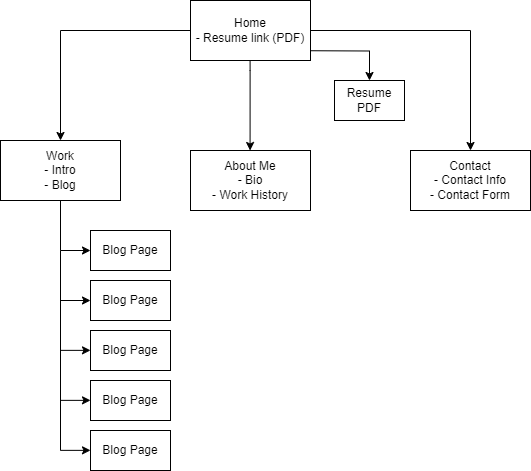 Home
- Resume link (PDF)
Resume
PDF
Work
- Intro
- Blog
About Me
- Bio
- Work History
Contact
- Contact Info
- Contact Form
Blog Page
Blog Page
Blog Page
Blog Page
Blog Page